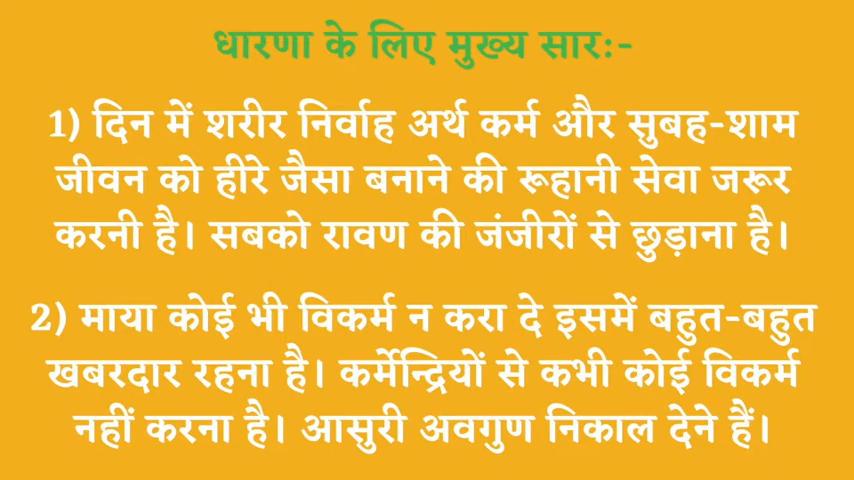 धारणा के लिए मुख्य सार:-
1) दिन में शरीर निर्वाह अर्थ कर्म और सुबह-शाम
जीवन को हीरे जैसा बनाने की रूहानी सेवा जरूर
करनी है। सबको रावण की जंजीरों से छुड़ाना है।
2) माया कोई भी विकर्म न करा दे इसमें बहुत-बहुत
खबरदार रहना है। कर्मेन्द्रियों से कभी कोई विकर्म
नहीं करना है। आसुरी अवगुण निकाल देने हैं।